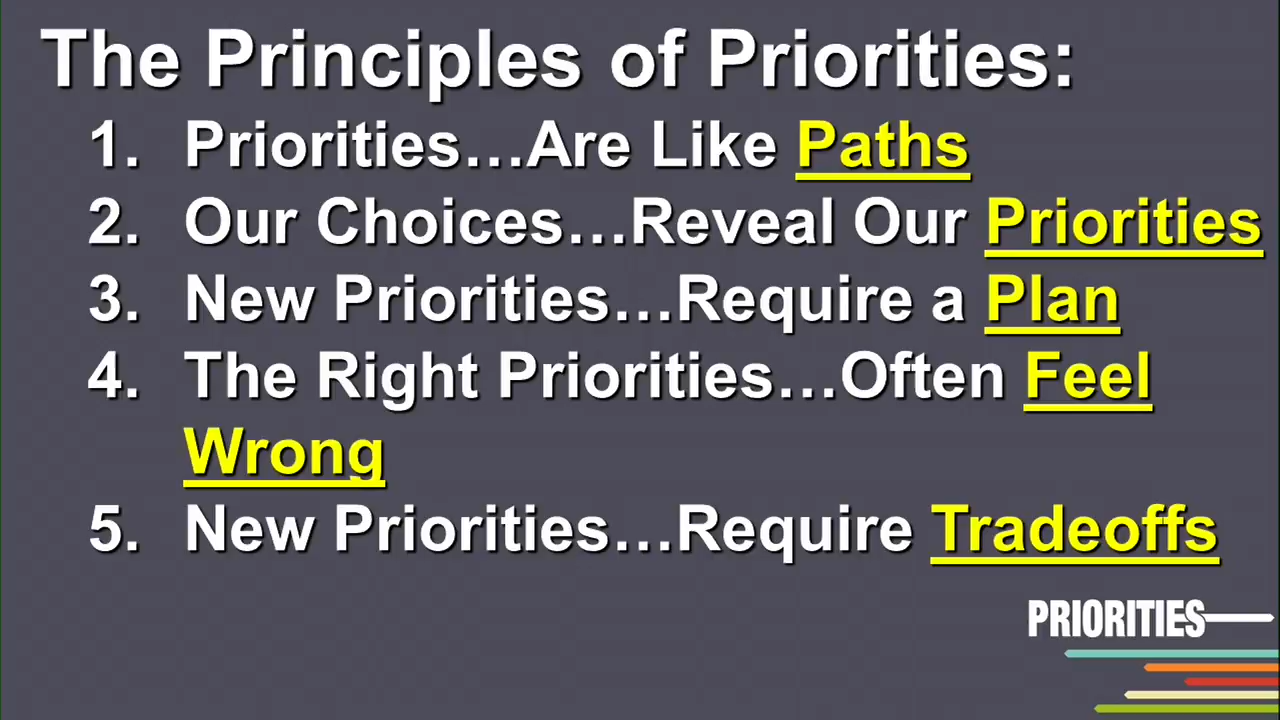 The Principles of Priorities:
1. Priorities…Are Like Paths
2. Our Choices…Reveal Our Priorities
3. New Priorities…Require a Plan
4. The Right Priorities…Often Feel
Wrong
5. New Priorities…Require Tradeoffs
PRIORITIES